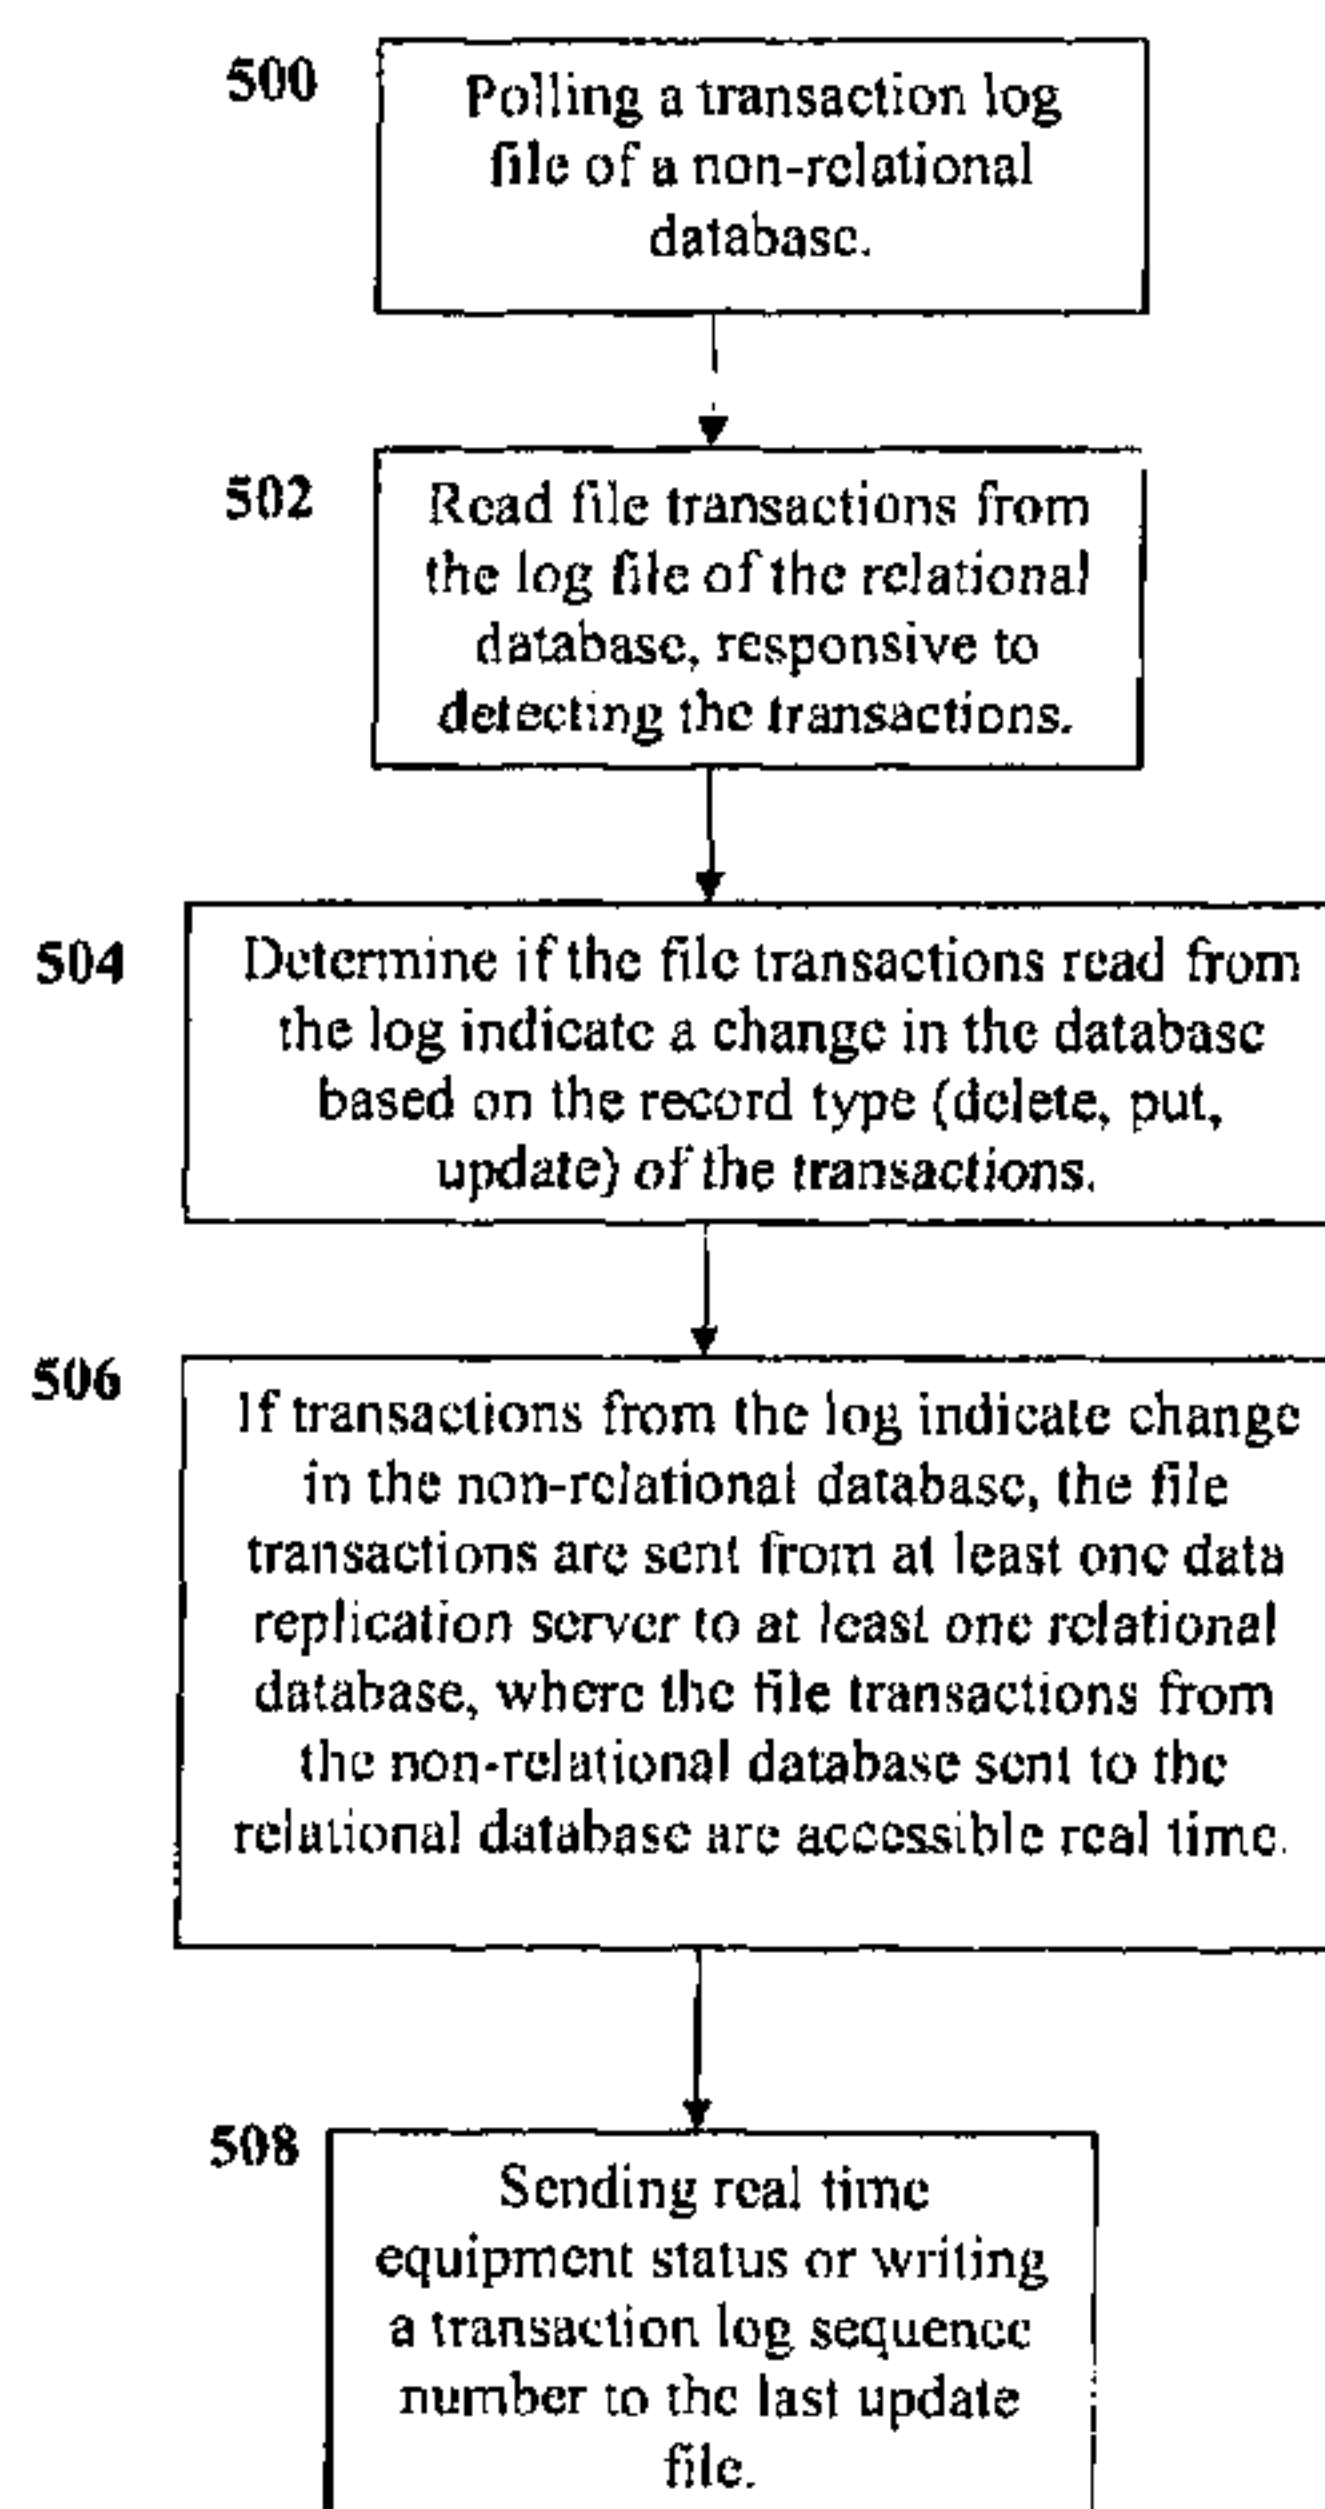 500
Polling a transaction log
file of a non-relational
database.
502
Read file transactions from
the log file of the relational
database, responsive to
detecting the transactions.
504
Determine if the file transactions read from
the log indicate a change in the database
based on the record type (delete, put,
update) of the transactions.
506
If transactions from the log indicate change
in the non-relational database, the file
transactions are sent from at least one data
replication server to at least one relational
database, where the file transactions from
the non-relational database sent to the
relational database are accessible real time.
508
Sending real time
equipment status or writing
a transaction log sequence
number to the last update
file.